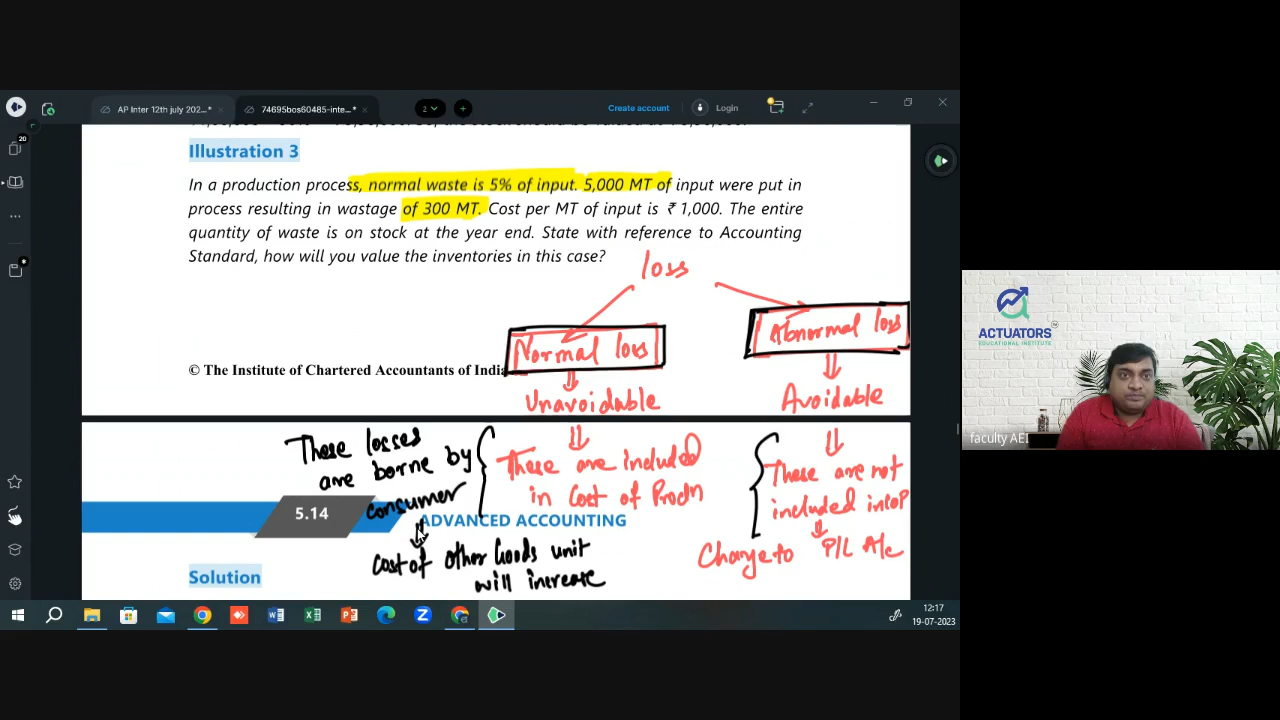 AP Inter 12th july 202...*
74695bos60485-inte...*
2
Create account
Login
20
Illustration 3
In a production process, normal waste is 5% of input. 5,000 MT of input were put in
process resulting in wastage of 300 MT. Cost per MT of input is ₹ 1,000. The entire
quantity of waste is on stock at the year end. State with reference to Accounting
Standard, how will you value the inventories in this case?
loss
Normal loss
Abnormal loss
© The Institute of Chartered Accountants of India
Unavoidable
Avoidable
These losses
are borne by
consumer
These are included
in Cost of Prodn
These are not
included in COP
Charge to P/L A/c
5.14
ADVANCED ACCOUNTING
Cost of other Goods unit
will increase
Solution
ACTUATORS
EDUCATIONAL INSTITUTE
faculty AEI
12:17
19-07-2023